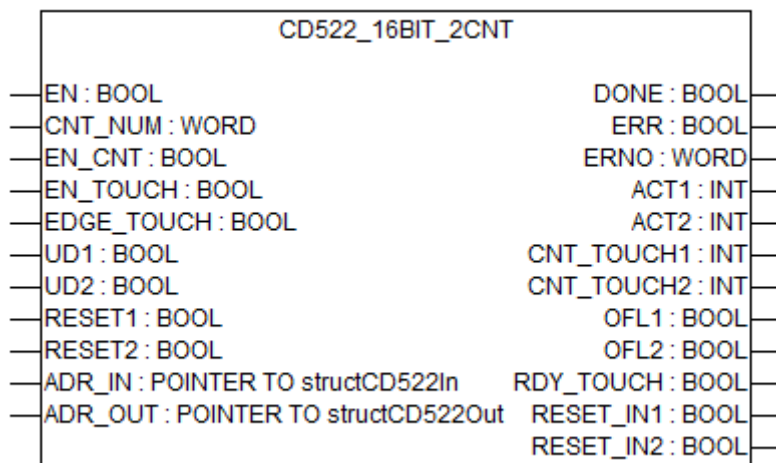 CD522_16BIT_2CNT
EN : BOOL DONE : BOOL
CNT_NUM : WORD ERR : BOOL
EN_CNT : BOOL ERNO : WORD
EN_TOUCH : BOOL ACT1 : INT
EDGE_TOUCH : BOOL ACT2 : INT
UD1 : BOOL CNT_TOUCH1 : INT
UD2 : BOOL CNT_TOUCH2 : INT
RESET1 : BOOL OFL1 : BOOL
RESET2 : BOOL OFL2 : BOOL
ADR_IN : POINTER TO structCD522In RDY_TOUCH : BOOL
ADR_OUT : POINTER TO structCD522Out RESET_IN1 : BOOL
RESET_IN2 : BOOL